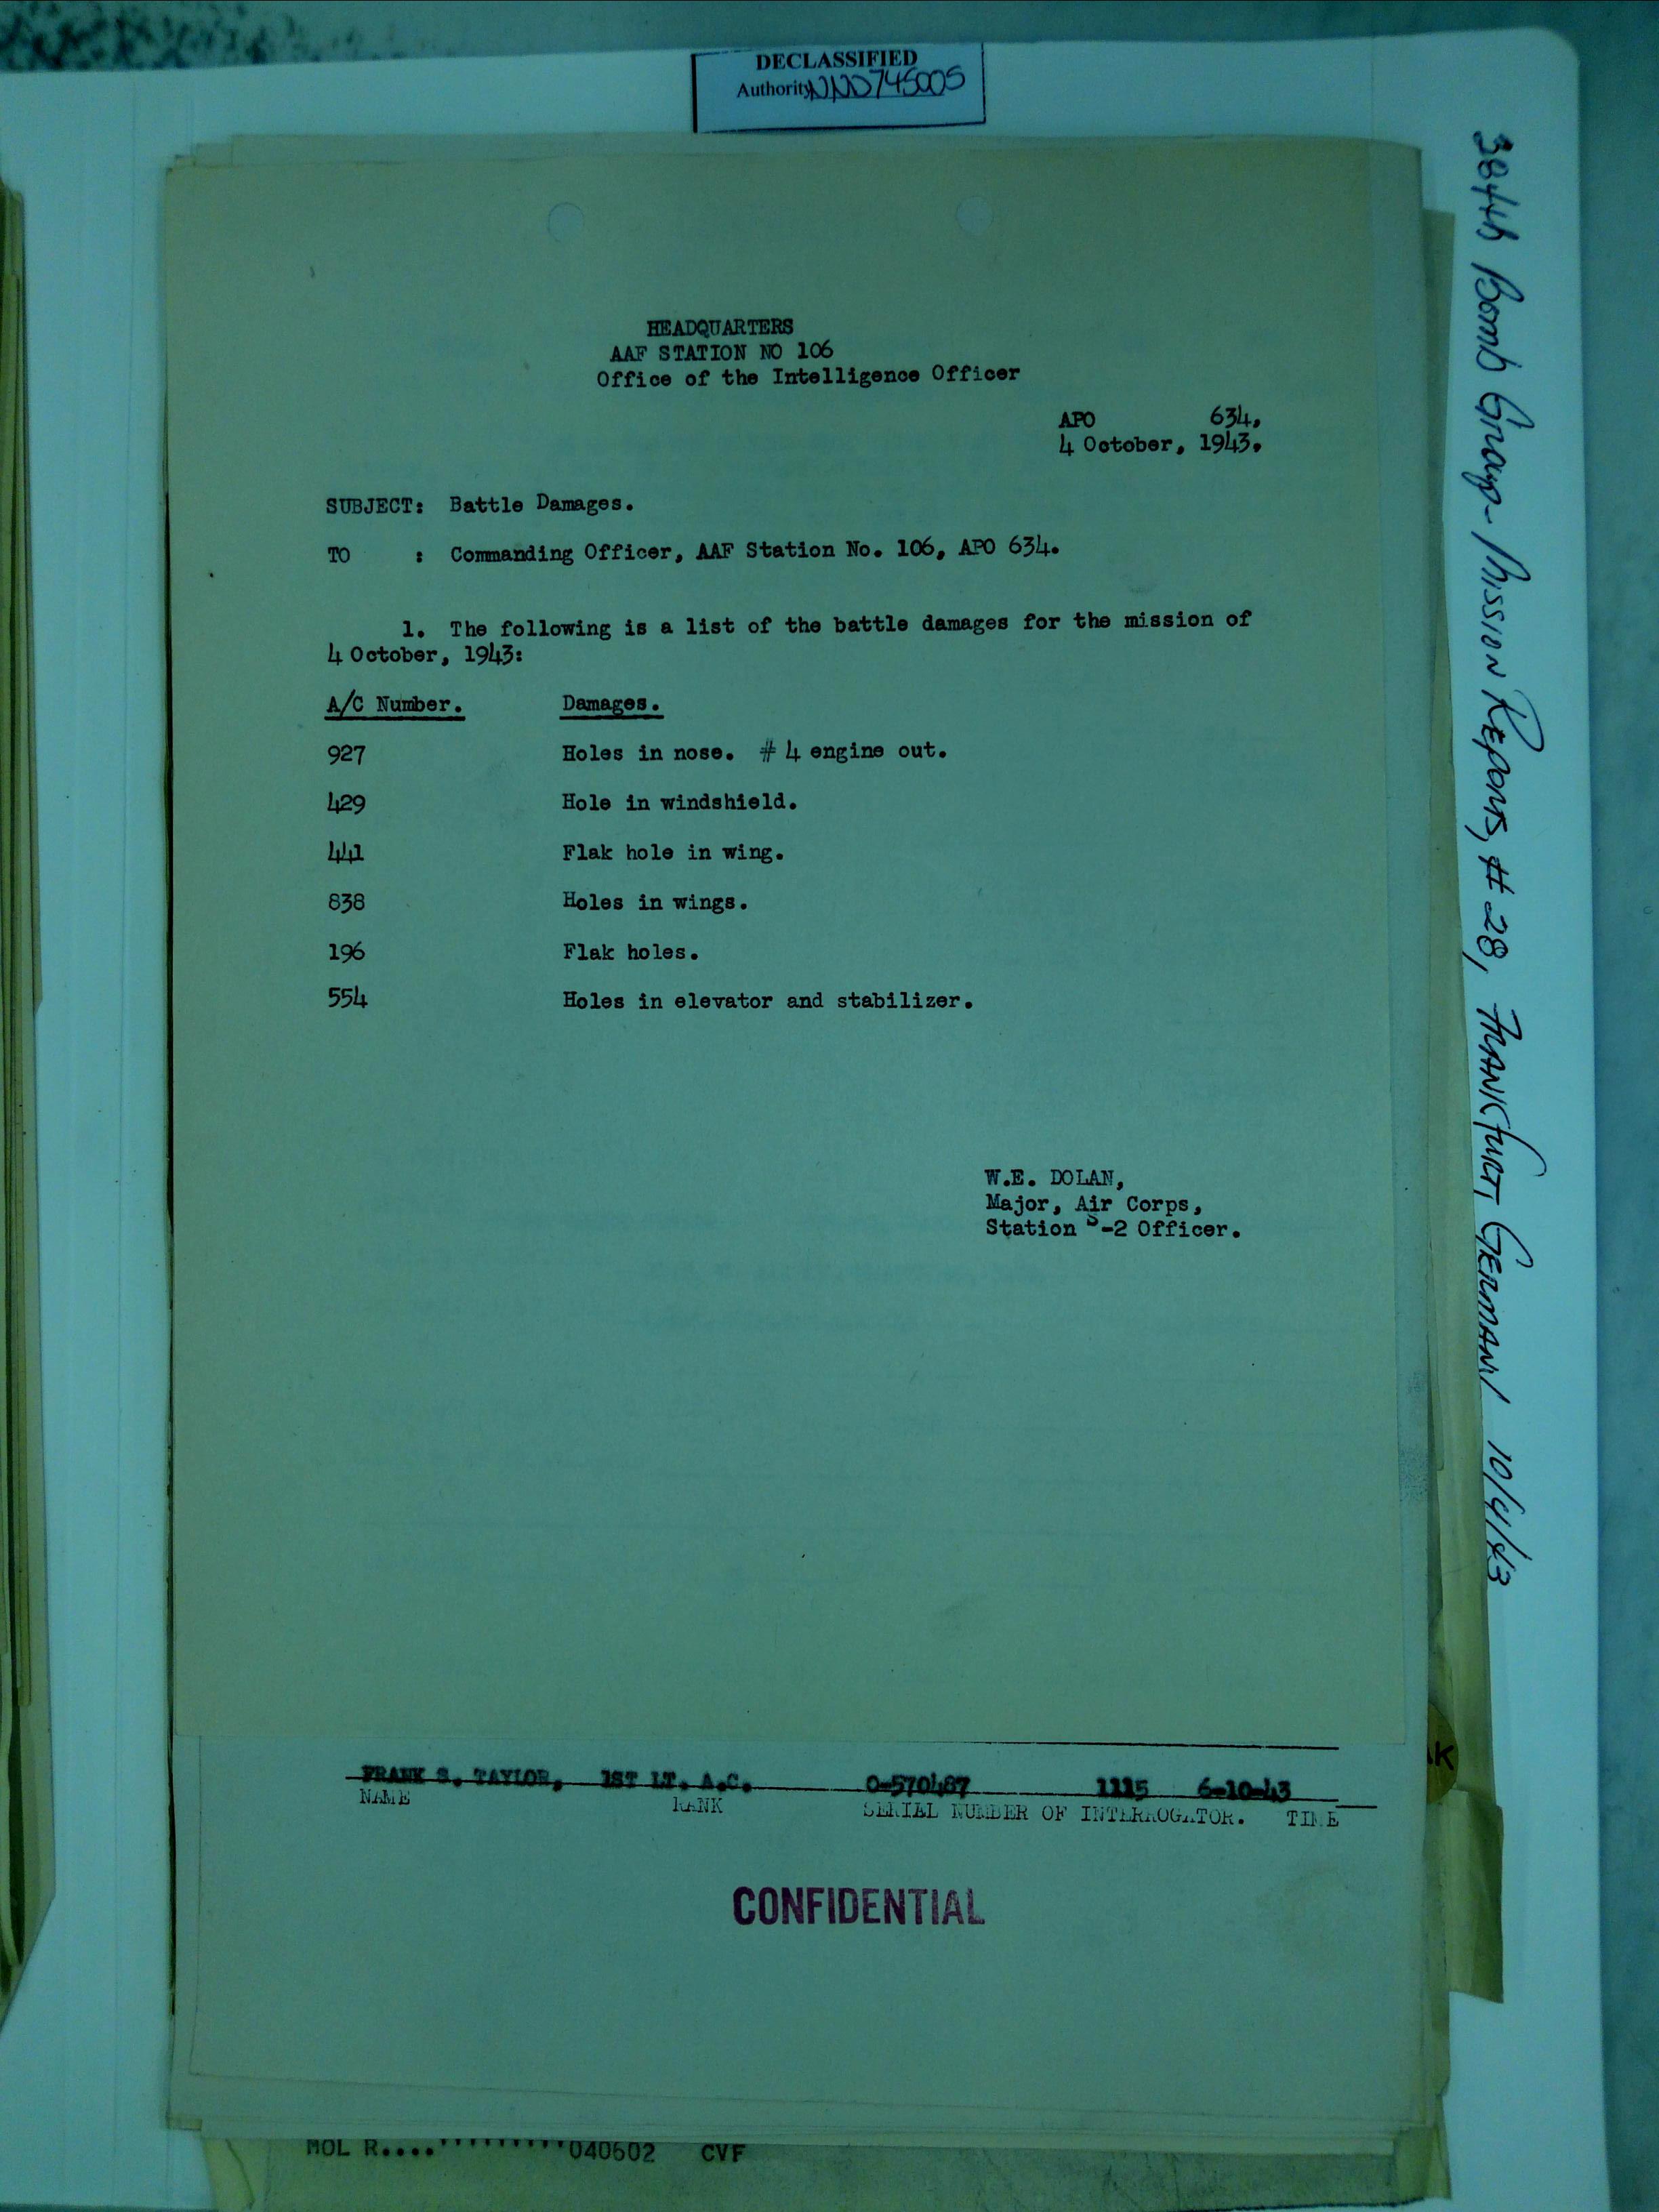 DECLASSIFIED
Authority NND745005
HEADQUARTERS
AAF STATION NO 106
Office of the Intelligence Officer
APO 634,
4 October, 1943.
SUBJECT: Battle Damages.
TO : Commanding Officer, AAF Station No. 106, APO 634.
1. The following is a list of the battle damages for the mission of
4 October, 1943:
A/C Number. Damages.
927 Holes in nose. # 4 engine out.
429 Hole in windshield.
441 Flak hole in wing.
838 Holes in wings.
196 Flak holes.
554 Holes in elevator and stabilizer.
W.E. DOLAN,
Major, Air Corps,
Station S-2 Officer.
FRANK S. TAYLOR, 1ST LT. A.C. 0-570487 1115 6-10-43
NAME RANK SERIAL NUMBER OF INTERROGATOR. TIME
CONFIDENTIAL
MOL R.... 040602 CVF
384th Bomb Group - Mission Reports, # 28, FRANKfurt, GERMANY 10/4/43